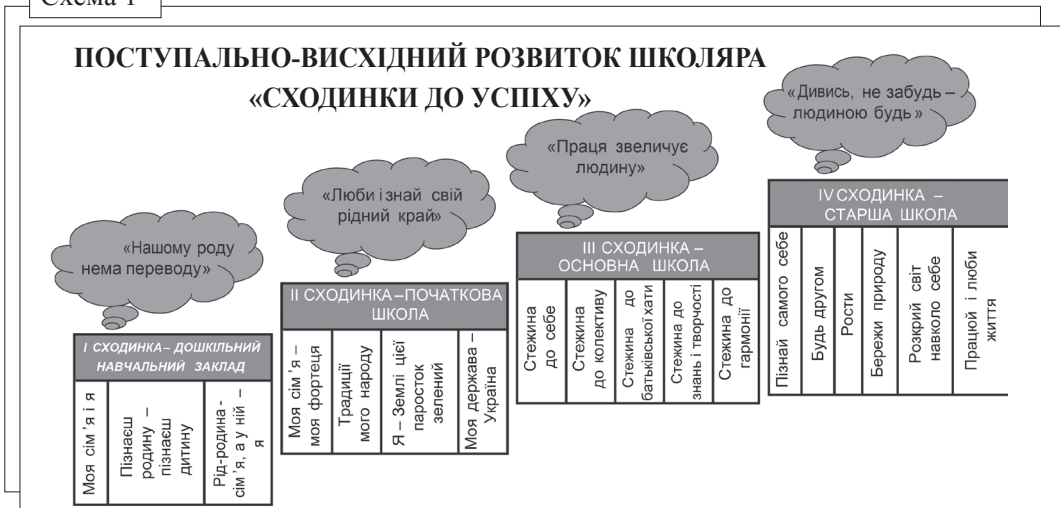 Схема 1
ПОСТУПАЛЬНО-ВИСХІДНИЙ РОЗВИТОК ШКОЛЯРА
«СХОДИНКИ ДО УСПІХУ»
«Нашому роду
нема переводу»
І СХОДИНКА – ДОШКІЛЬНИЙ
НАВЧАЛЬНИЙ ЗАКЛАД
Моя сім’я і я
Пізнаєш
родину –
пізнаєш
дитину
Рід-родина -
сім’я, а у ній –
я
«Люби і знай свій
рідний край»
ІІ СХОДИНКА – ПОЧАТКОВА
ШКОЛА
Моя сім’я –
моя фортеця
Традиції
мого народу
Я – Землі цієї
паросток
зелений
Моя держава –
Україна
«Праця звеличує
людину»
ІІІ СХОДИНКА –
ОСНОВНА ШКОЛА
Стежина
до себе
Стежина
до колективу
Стежина до
батьківської хати
Стежина до
знань і творчості
Стежина до
гармонії
«Дивись, не забудь –
людиною будь»
IV СХОДИНКА –
СТАРША ШКОЛА
Пізнай самого себе
Будь другом
Рости
Бережи природу
Розкрий світ
навколо себе
Працюй і люби
життя